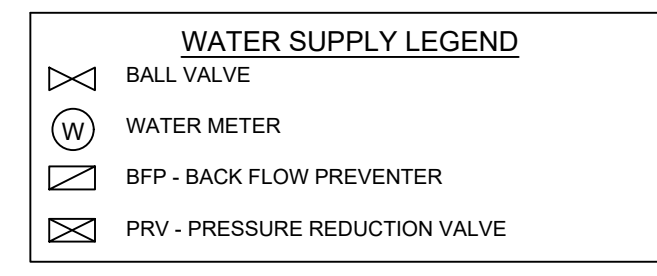 WATER SUPPLY LEGEND
BALL VALVE
W WATER METER
BFP - BACK FLOW PREVENTER
PRV - PRESSURE REDUCTION VALVE